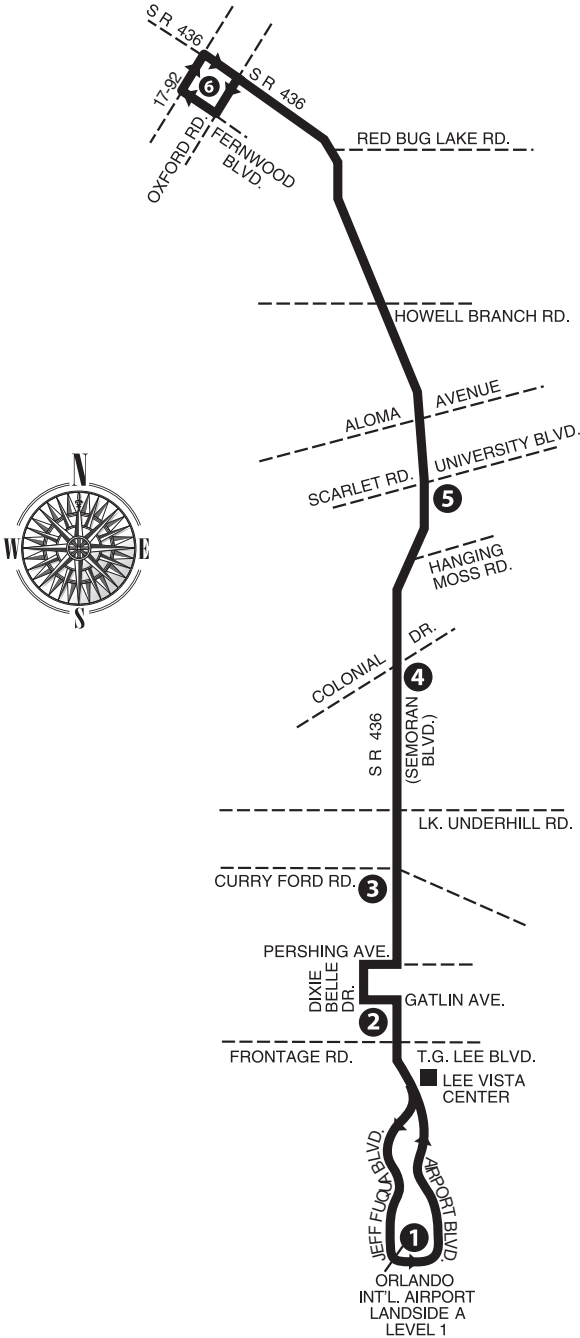 S R 436
17-92
6
S R 436
OXFORD RD.
FERNWOOD
BLVD.
RED BUG LAKE RD.
HOWELL BRANCH RD.
ALOMA AVENUE
SCARLET RD. UNIVERSITY BLVD.
5
HANGING
MOSS RD.
N
W E
S
COLONIAL DR.
4
S R 436
(SEMORAN
BLVD.)
LK. UNDERHILL RD.
CURRY FORD RD.
3
PERSHING AVE.
DIXIE
BELLE
DR.
GATLIN AVE.
2
FRONTAGE RD.
T.G. LEE BLVD.
LEE VISTA
CENTER
JEFF FUQUA BLVD.
AIRPORT BLVD.
1
ORLANDO
INT'L. AIRPORT
LANDSIDE A
LEVEL 1